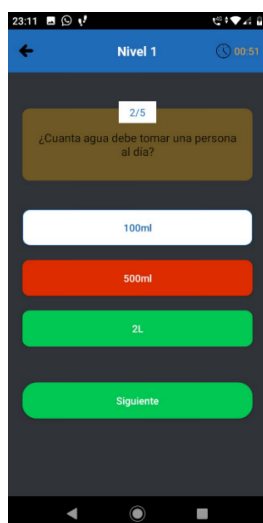 23:11
Nivel 1
00:51
2/5
¿Cuanta agua debe tomar una persona
al día?
100ml
500ml
2L
Siguiente